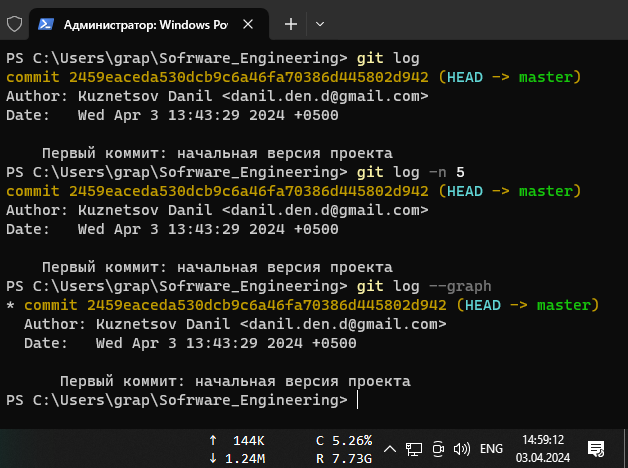 Администратор: Windows Po
PS C:\Users\grap\Sofrware_Engineering> git log
commit 2459eaceda530dcb9c6a46fa70386d445802d942 (HEAD -> master)
Author: Kuznetsov Danil <danil.den.d@gmail.com>
Date:   Wed Apr 3 13:43:29 2024 +0500
Первый коммит: начальная версия проекта
PS C:\Users\grap\Sofrware_Engineering> git log -n 5
commit 2459eaceda530dcb9c6a46fa70386d445802d942 (HEAD -> master)
Author: Kuznetsov Danil <danil.den.d@gmail.com>
Date:   Wed Apr 3 13:43:29 2024 +0500
Первый коммит: начальная версия проекта
PS C:\Users\grap\Sofrware_Engineering> git log --graph
* commit 2459eaceda530dcb9c6a46fa70386d445802d942 (HEAD -> master)
Author: Kuznetsov Danil <danil.den.d@gmail.com>
Date:   Wed Apr 3 13:43:29 2024 +0500
Первый коммит: начальная версия проекта
PS C:\Users\grap\Sofrware_Engineering>
↑ 144K C 5.26%
↓ 1.24M R 7.73G
ENG
14:59:12
03.04.2024